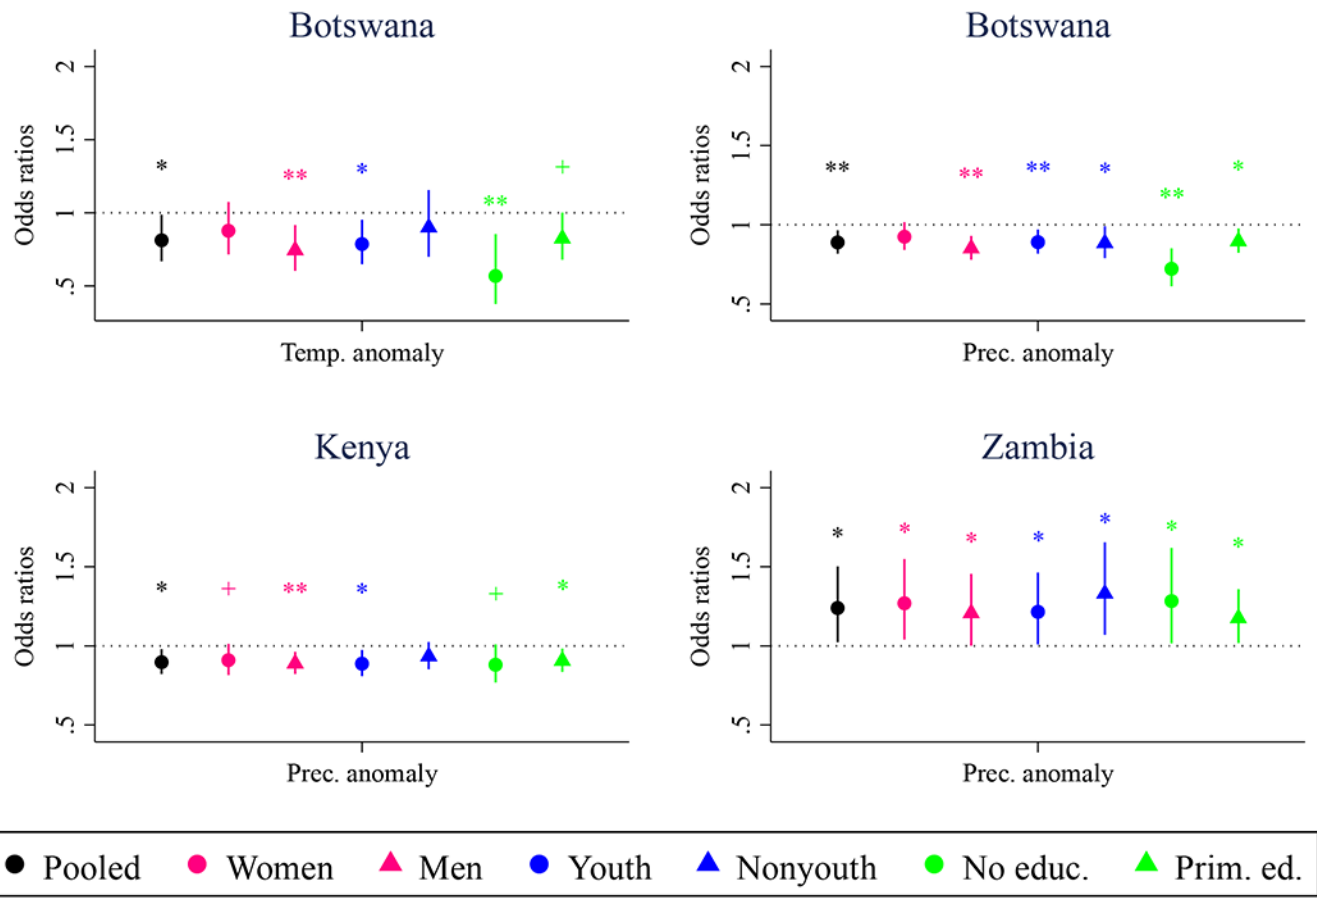 Botswana
Odds ratios
2
1.5
1
.5
* ** * ** +
Temp. anomaly
Botswana
Odds ratios
2
1.5
1
.5
** ** ** * ** *
Prec. anomaly
Kenya
Odds ratios
2
1.5
1
.5
* + ** * + *
Prec. anomaly
Zambia
Odds ratios
2
1.5
1
.5
* * * * * * *
Prec. anomaly
Pooled Women Men Youth Nonyouth No educ. Prim. ed.